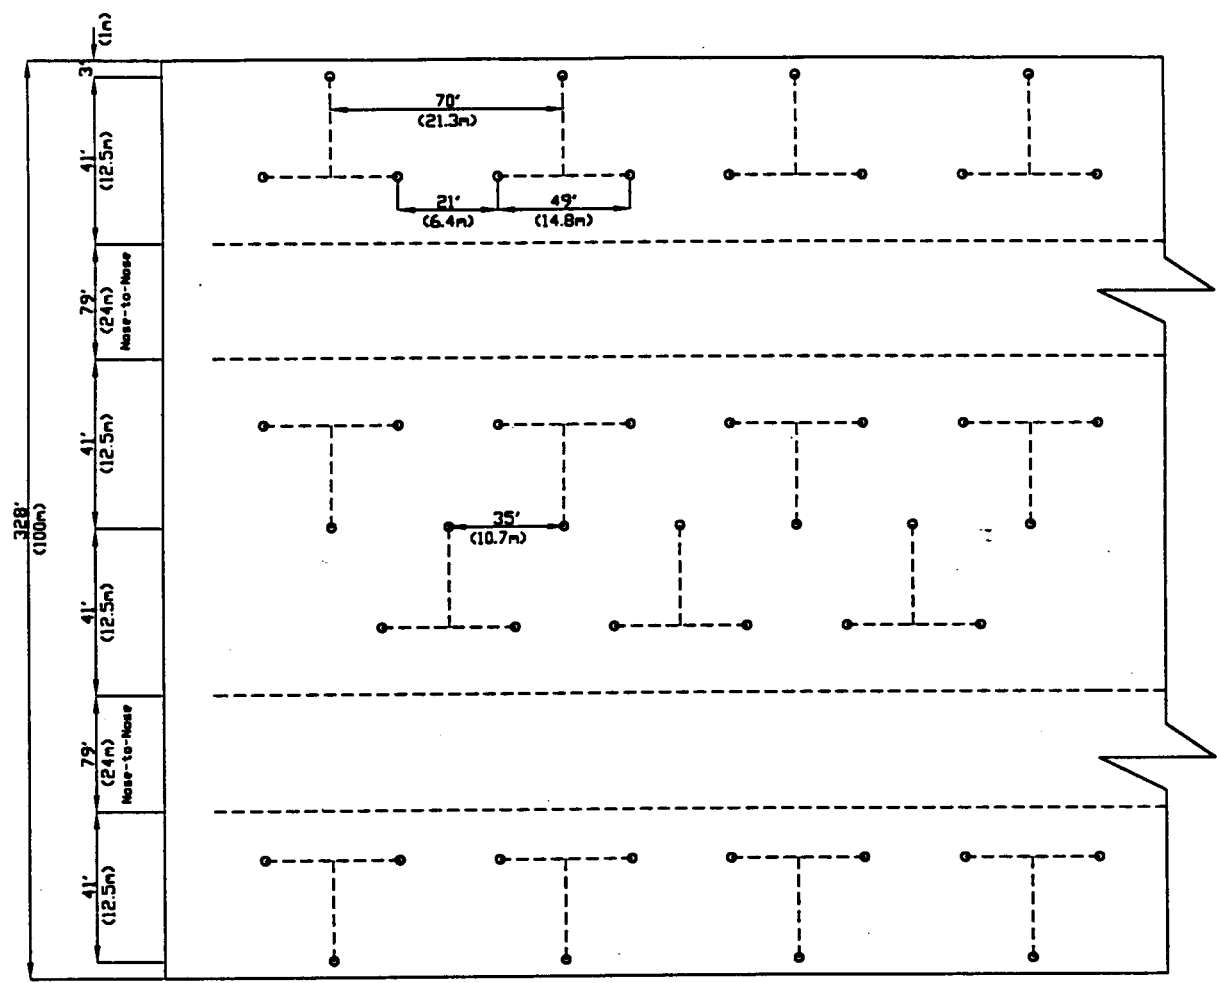 (1m)
3'
70'
(21.3m)
41'
(12.5m)
21'
(6.4m)
49'
(14.8m)
79'
(24m)
Nose-to-Nose
41'
(12.5m)
328'
(100m)
35'
(10.7m)
41'
(12.5m)
79'
(24m)
Nose-to-Nose
41'
(12.5m)